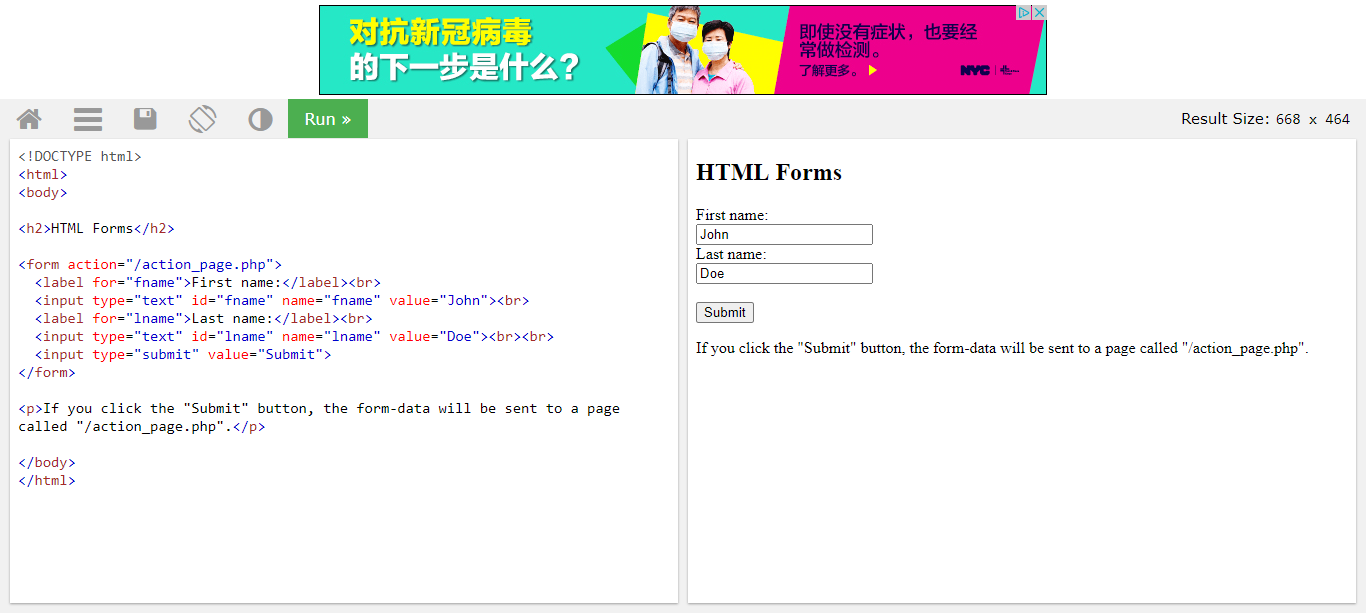 对抗新冠病毒
的下一步是什么?
即使没有症状，也要经
常做检测。
了解更多。
NYC
Run »
Result Size: 668 x 464
<!DOCTYPE html>
<html>
<body>
<h2>HTML Forms</h2>
<form action="/action_page.php">
<label for="fname">First name:</label><br>
<input type="text" id="fname" name="fname" value="John"><br>
<label for="lname">Last name:</label><br>
<input type="text" id="lname" name="lname" value="Doe"><br><br>
<input type="submit" value="Submit">
</form>
<p>If you click the "Submit" button, the form-data will be sent to a page
called "/action_page.php".</p>
</body>
</html>
HTML Forms
First name:
John
Last name:
Doe
Submit
If you click the "Submit" button, the form-data will be sent to a page called "/action_page.php".